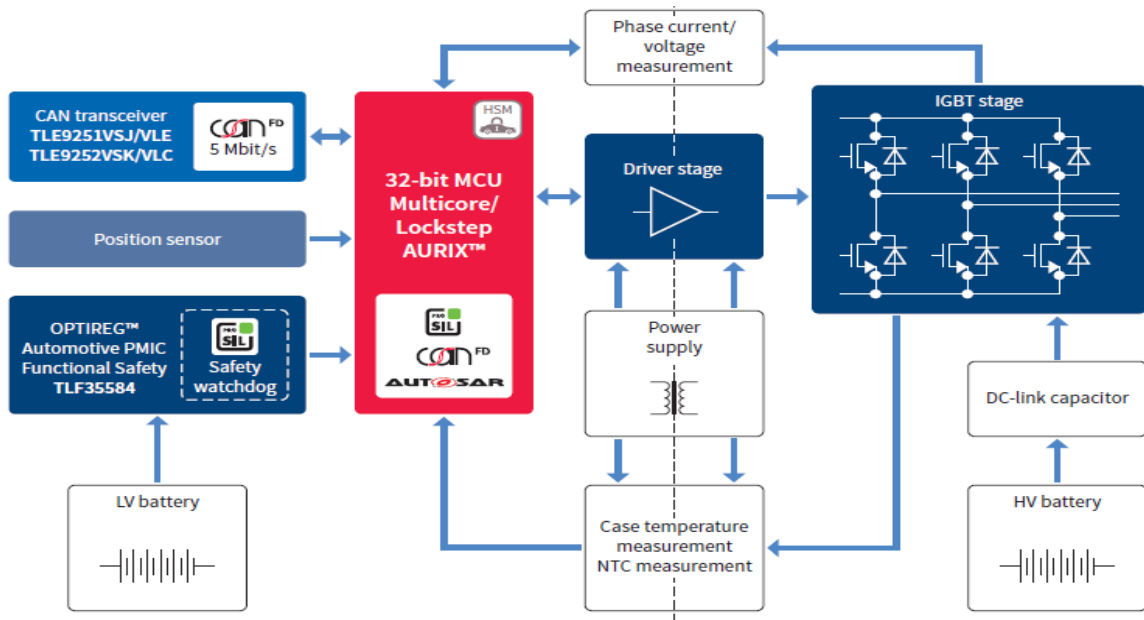 Phase current/
voltage
measurement
CAN transceiver
TLE9251VSJ/VLE
TLE9252VSK/VLC
CAN FD
5 Mbit/s
HSM
32-bit MCU
Multicore/
Lockstep
AURIX™
PRO
SIL
CAN FD
AUTOSAR
Driver stage
IGBT stage
Position sensor
OPTIREG™
Automotive PMIC
Functional Safety
TLF35584
PRO
SIL
Safety
watchdog
Power
supply
DC-link capacitor
LV battery
Case temperature
measurement
NTC measurement
HV battery